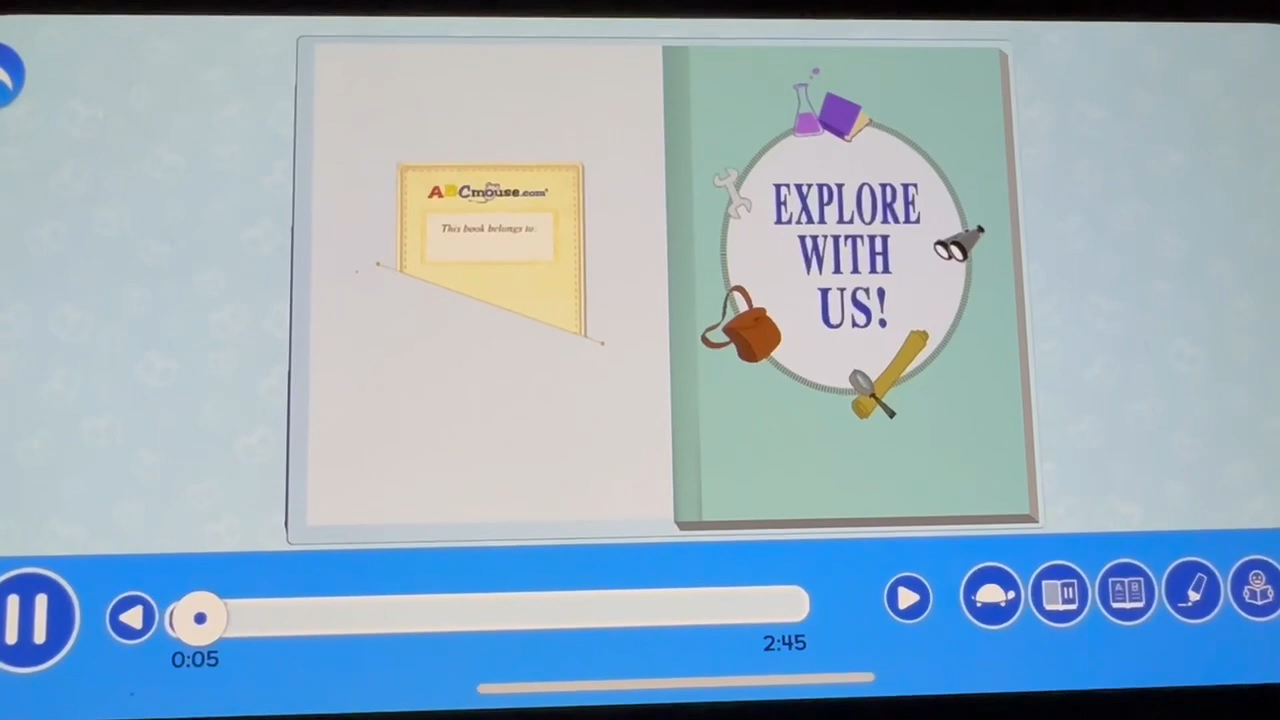 ABCmouse.com
This book belongs to:
EXPLORE
WITH
US!
0:05
2:45
A B